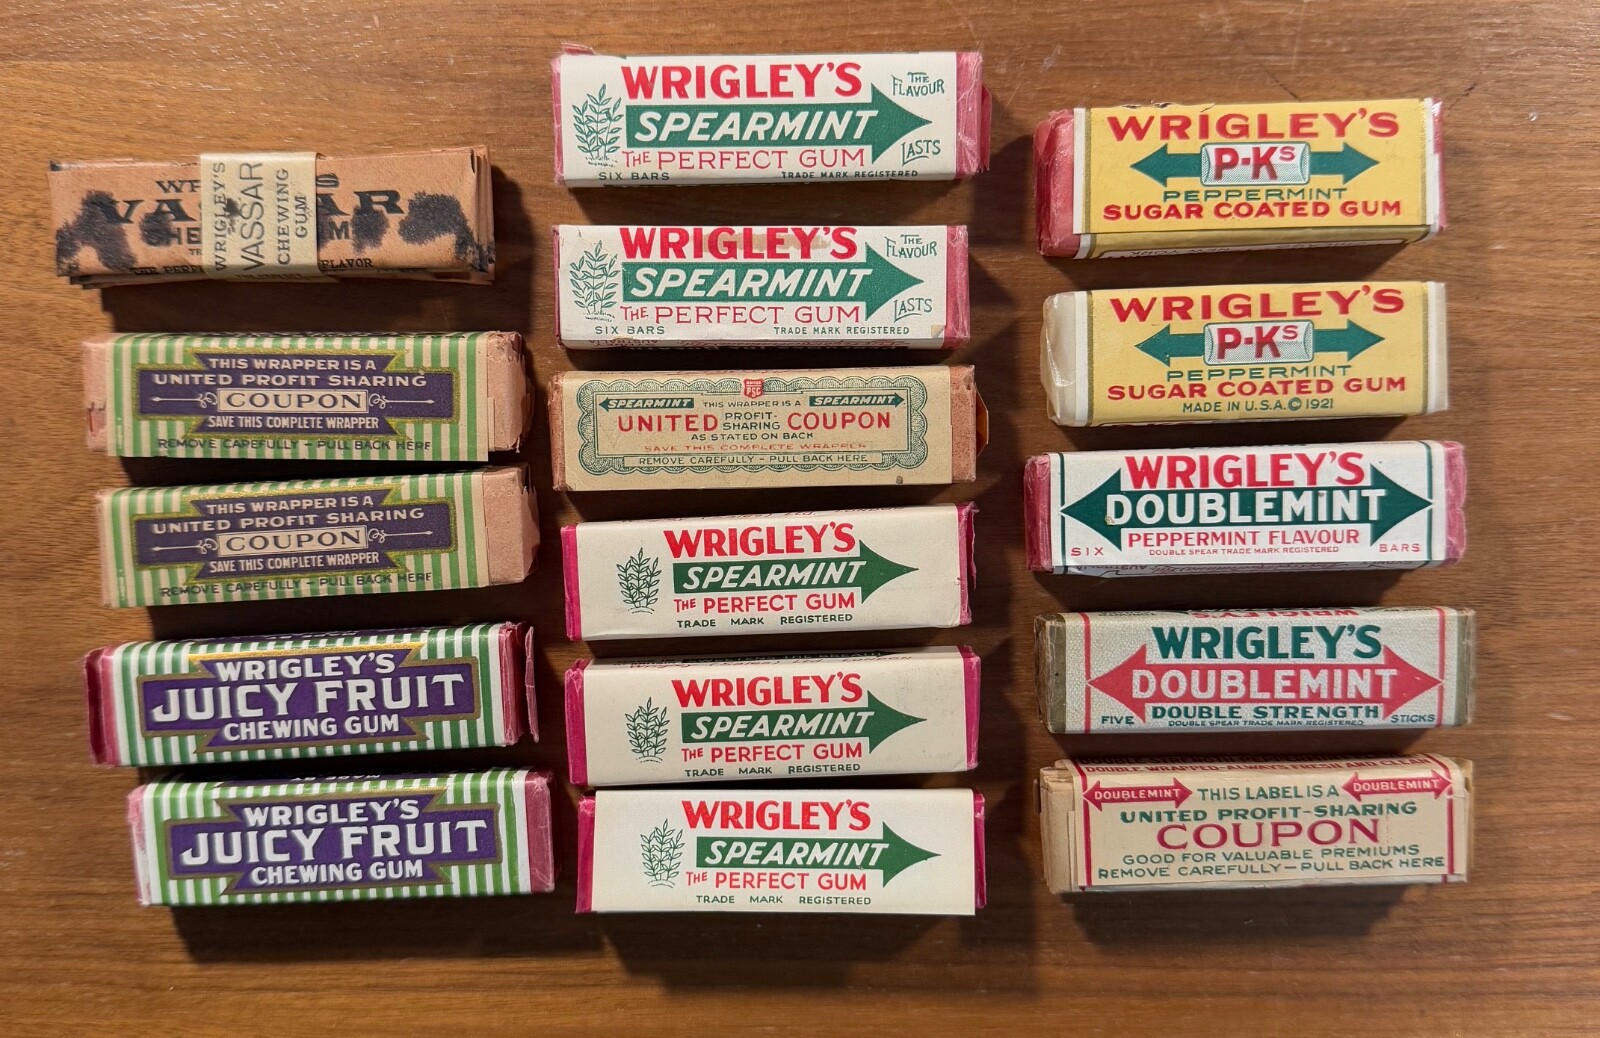 WRIGLEY'S
VASSAR
CHEWING
GUM
FLAVOR
THIS WRAPPER IS A
UNITED PROFIT SHARING
COUPON
SAVE THIS COMPLETE WRAPPER
REMOVE CAREFULLY - PULL BACK HERE
THIS WRAPPER IS A
UNITED PROFIT SHARING
COUPON
SAVE THIS COMPLETE WRAPPER
REMOVE CAREFULLY - PULL BACK HERE
WRIGLEY'S
JUICY FRUIT
CHEWING GUM
WRIGLEY'S
JUICY FRUIT
CHEWING GUM
WRIGLEY'S
THE FLAVOUR
SPEARMINT
LASTS
THE PERFECT GUM
SIX BARS TRADE MARK REGISTERED
WRIGLEY'S
THE FLAVOUR
SPEARMINT
LASTS
THE PERFECT GUM
SIX BARS TRADE MARK REGISTERED
PSC
SPEARMINT THIS WRAPPER IS A SPEARMINT
UNITED PROFIT-SHARING COUPON
AS STATED ON BACK
SAVE THIS COMPLETE WRAPPER
REMOVE CAREFULLY - PULL BACK HERE
WRIGLEY'S
SPEARMINT
THE PERFECT GUM
TRADE MARK REGISTERED
WRIGLEY'S
SPEARMINT
THE PERFECT GUM
TRADE MARK REGISTERED
WRIGLEY'S
SPEARMINT
THE PERFECT GUM
TRADE MARK REGISTERED
WRIGLEY'S
P-Ks
PEPPERMINT
SUGAR COATED GUM
WRIGLEY'S
P-Ks
PEPPERMINT
SUGAR COATED GUM
MADE IN U.S.A. © 1921
WRIGLEY'S
DOUBLEMINT
PEPPERMINT FLAVOUR
SIX DOUBLE SPEAR TRADE MARK REGISTERED BARS
WRIGLEY'S
WRIGLEY'S
DOUBLEMINT
DOUBLE STRENGTH
FIVE DOUBLE SPEAR TRADE MARK REGISTERED STICKS
DOUBLE WRAPPED-ALWAYS FRESH AND CLEAN
DOUBLEMINT THIS LABEL IS A DOUBLEMINT
UNITED PROFIT-SHARING
COUPON
GOOD FOR VALUABLE PREMIUMS
REMOVE CAREFULLY-PULL BACK HERE